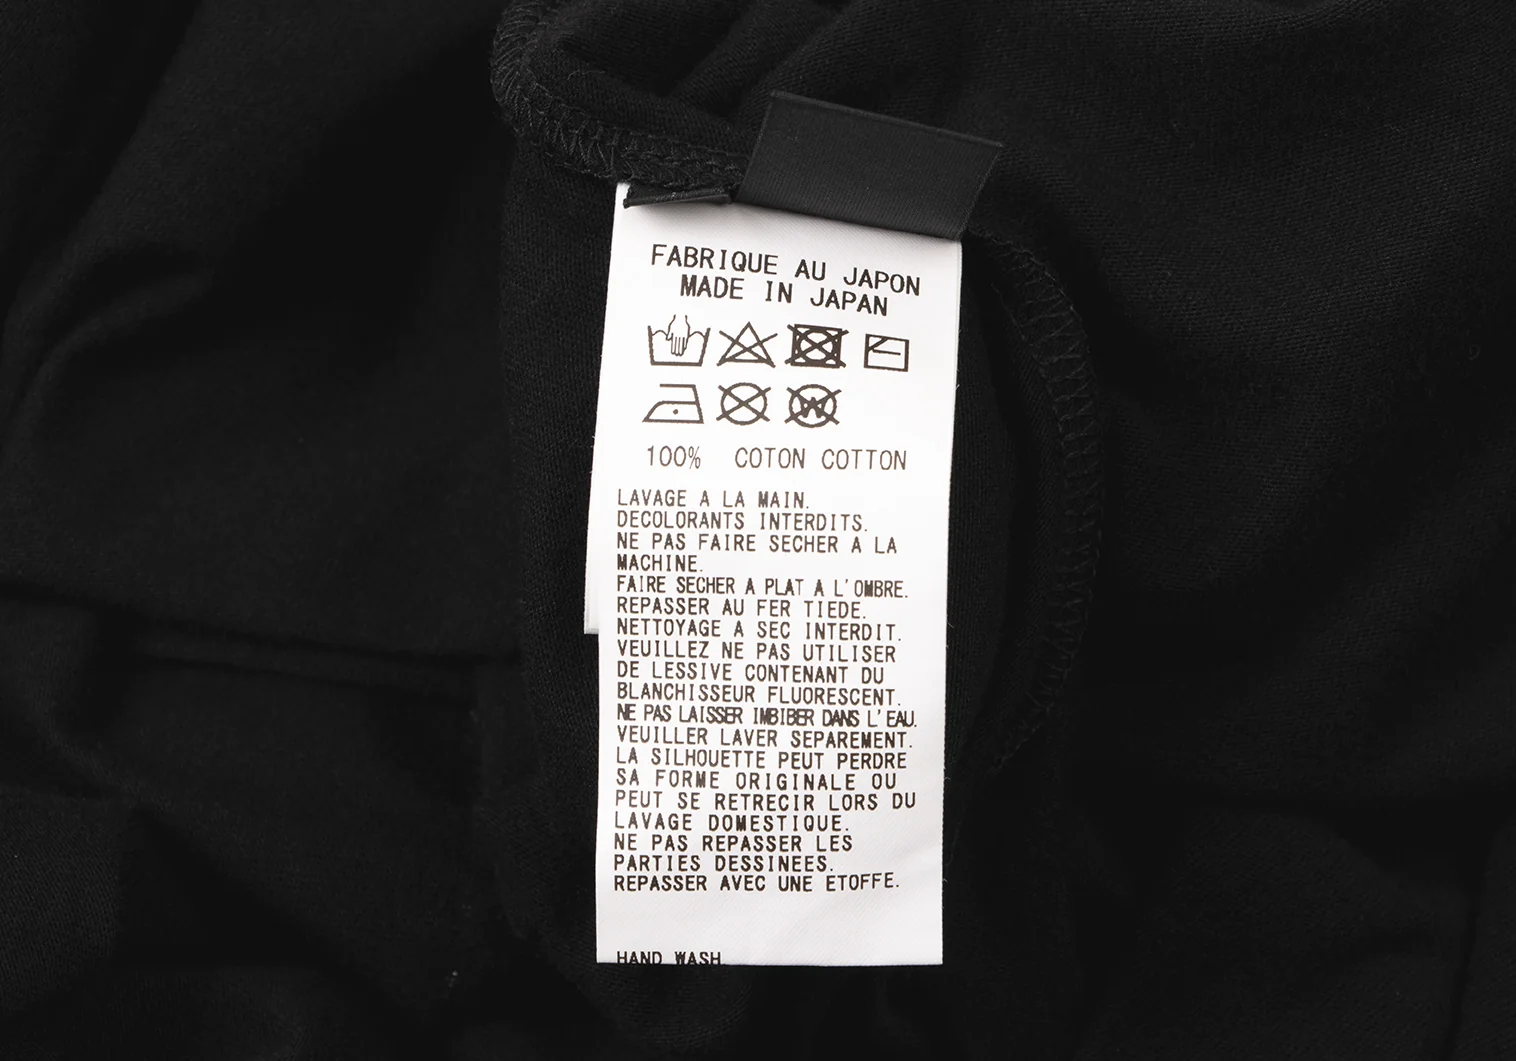 FABRIQUE AU JAPON
MADE IN JAPAN
W
100% COTON COTTON
LAVAGE A LA MAIN.
DECOLORANTS INTERDITS.
NE PAS FAIRE SECHER A LA
MACHINE.
FAIRE SECHER A PLAT A L'OMBRE.
REPASSER AU FER TIEDE.
NETTOYAGE A SEC INTERDIT.
VEUILLEZ NE PAS UTILISER
DE LESSIVE CONTENANT DU
BLANCHISSEUR FLUORESCENT.
NE PAS LAISSER IMBIBER DANS L'EAU.
VEUILLER LAVER SEPAREMENT.
LA SILHOUETTE PEUT PERDRE
SA FORME ORIGINALE OU
PEUT SE RETRECIR LORS DU
LAVAGE DOMESTIQUE.
NE PAS REPASSER LES
PARTIES DESSINEES.
REPASSER AVEC UNE ETOFFE.
HAND WASH